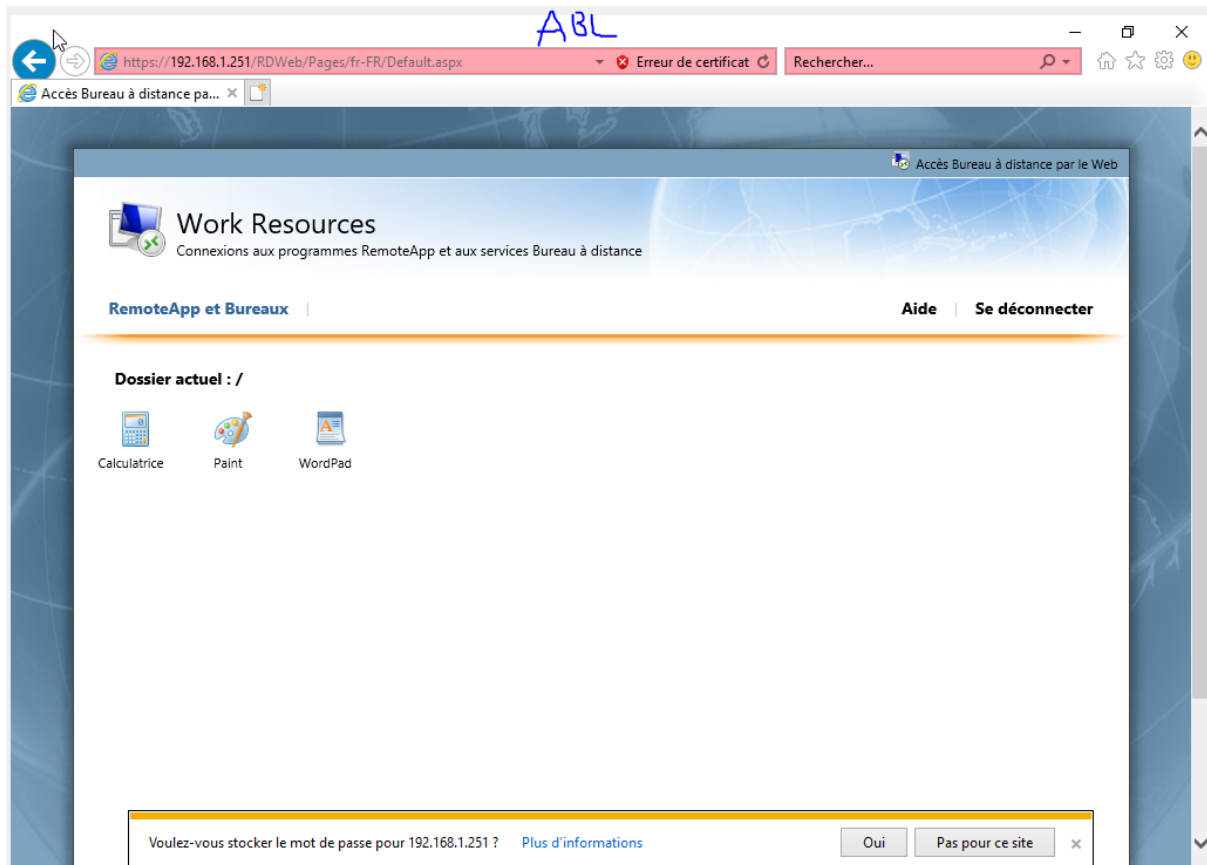 ABL
https://192.168.1.251/RDWeb/Pages/fr-FR/Default.aspx Erreur de certificat Rechercher...
Accès Bureau à distance pa...
Accès Bureau à distance par le Web
Work Resources
Connexions aux programmes RemoteApp et aux services Bureau à distance
RemoteApp et Bureaux Aide Se déconnecter
Dossier actuel : /
Calculatrice Paint WordPad
Voulez-vous stocker le mot de passe pour 192.168.1.251 ? Plus d'informations Oui Pas pour ce site